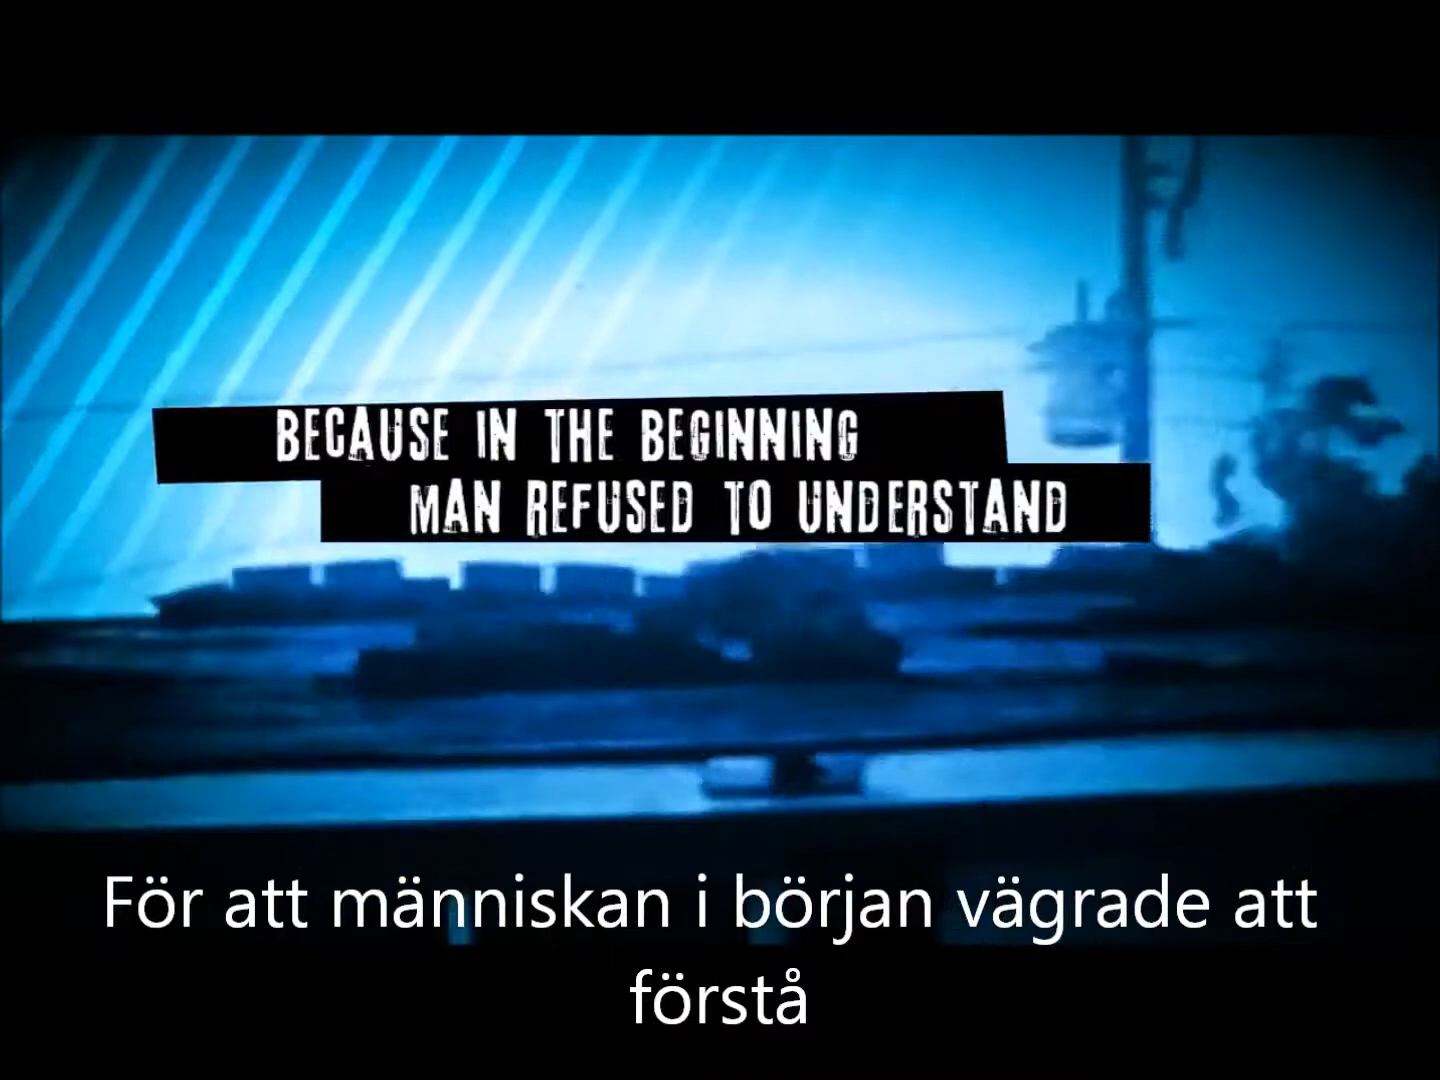 BECAUSE IN THE BEGINNING
MAN REFUSED TO UNDERSTAND
För att människan i början vägrade att
förstå